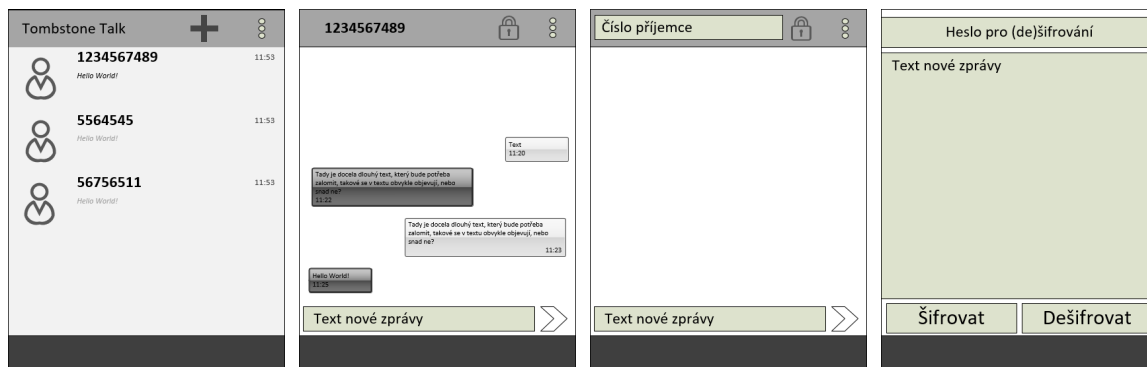 Tombstone Talk
1234567489
11:53
Hello World!
5564545
11:53
Hello World!
56756511
11:53
Hello World!
1234567489
Text
11:20
Tady je docela dlouhý text, který bude potřeba
zalomit, takové se v textu obvykle objevují, nebo
snad ne?
11:22
Tady je docela dlouhý text, který bude potřeba
zalomit, takové se v textu obvykle objevují, nebo
snad ne?
11:23
Hello World!
11:25
Text nové zprávy
Číslo příjemce
Text nové zprávy
Heslo pro (de)šifrování
Text nové zprávy
Šifrovat
Dešifrovat